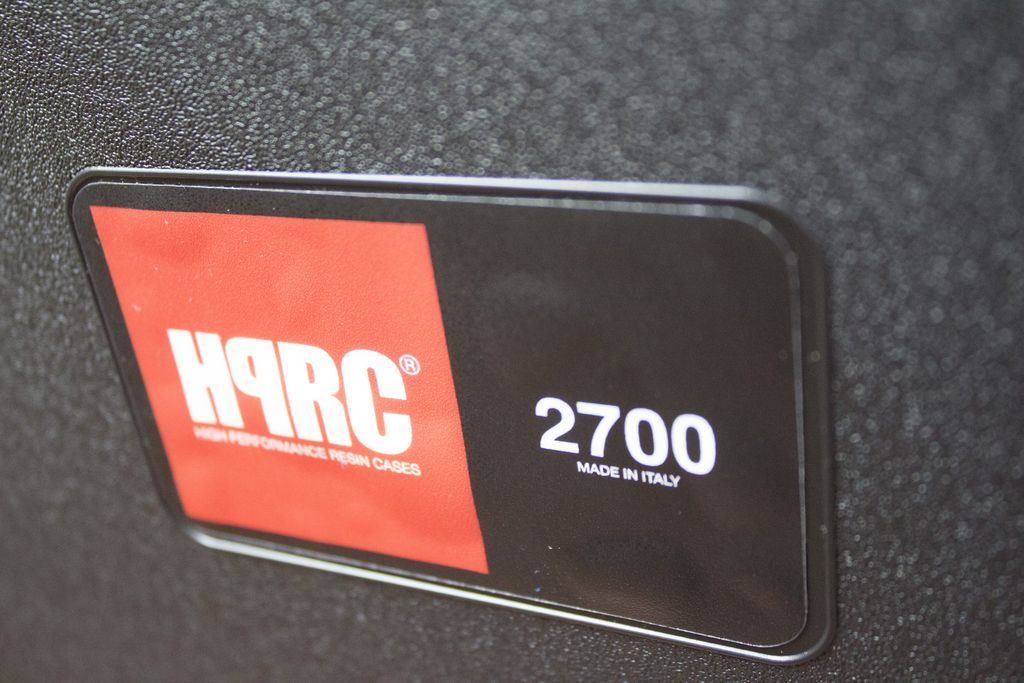 HPRC®
HIGH PERFORMANCE RESIN CASES
2700
MADE IN ITALY